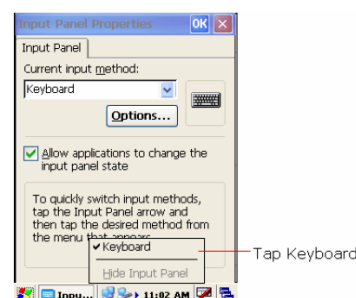 Input Panel Properties OK
Input Panel
Current input method:
Keyboard
Options...
Allow applications to change the
input panel state
To quickly switch input methods,
tap the Input Panel arrow and
then tap the desired method from
the menu that appears.
Keyboard
Tap Keyboard
Hide Input Panel
Inpu... 11:02 AM